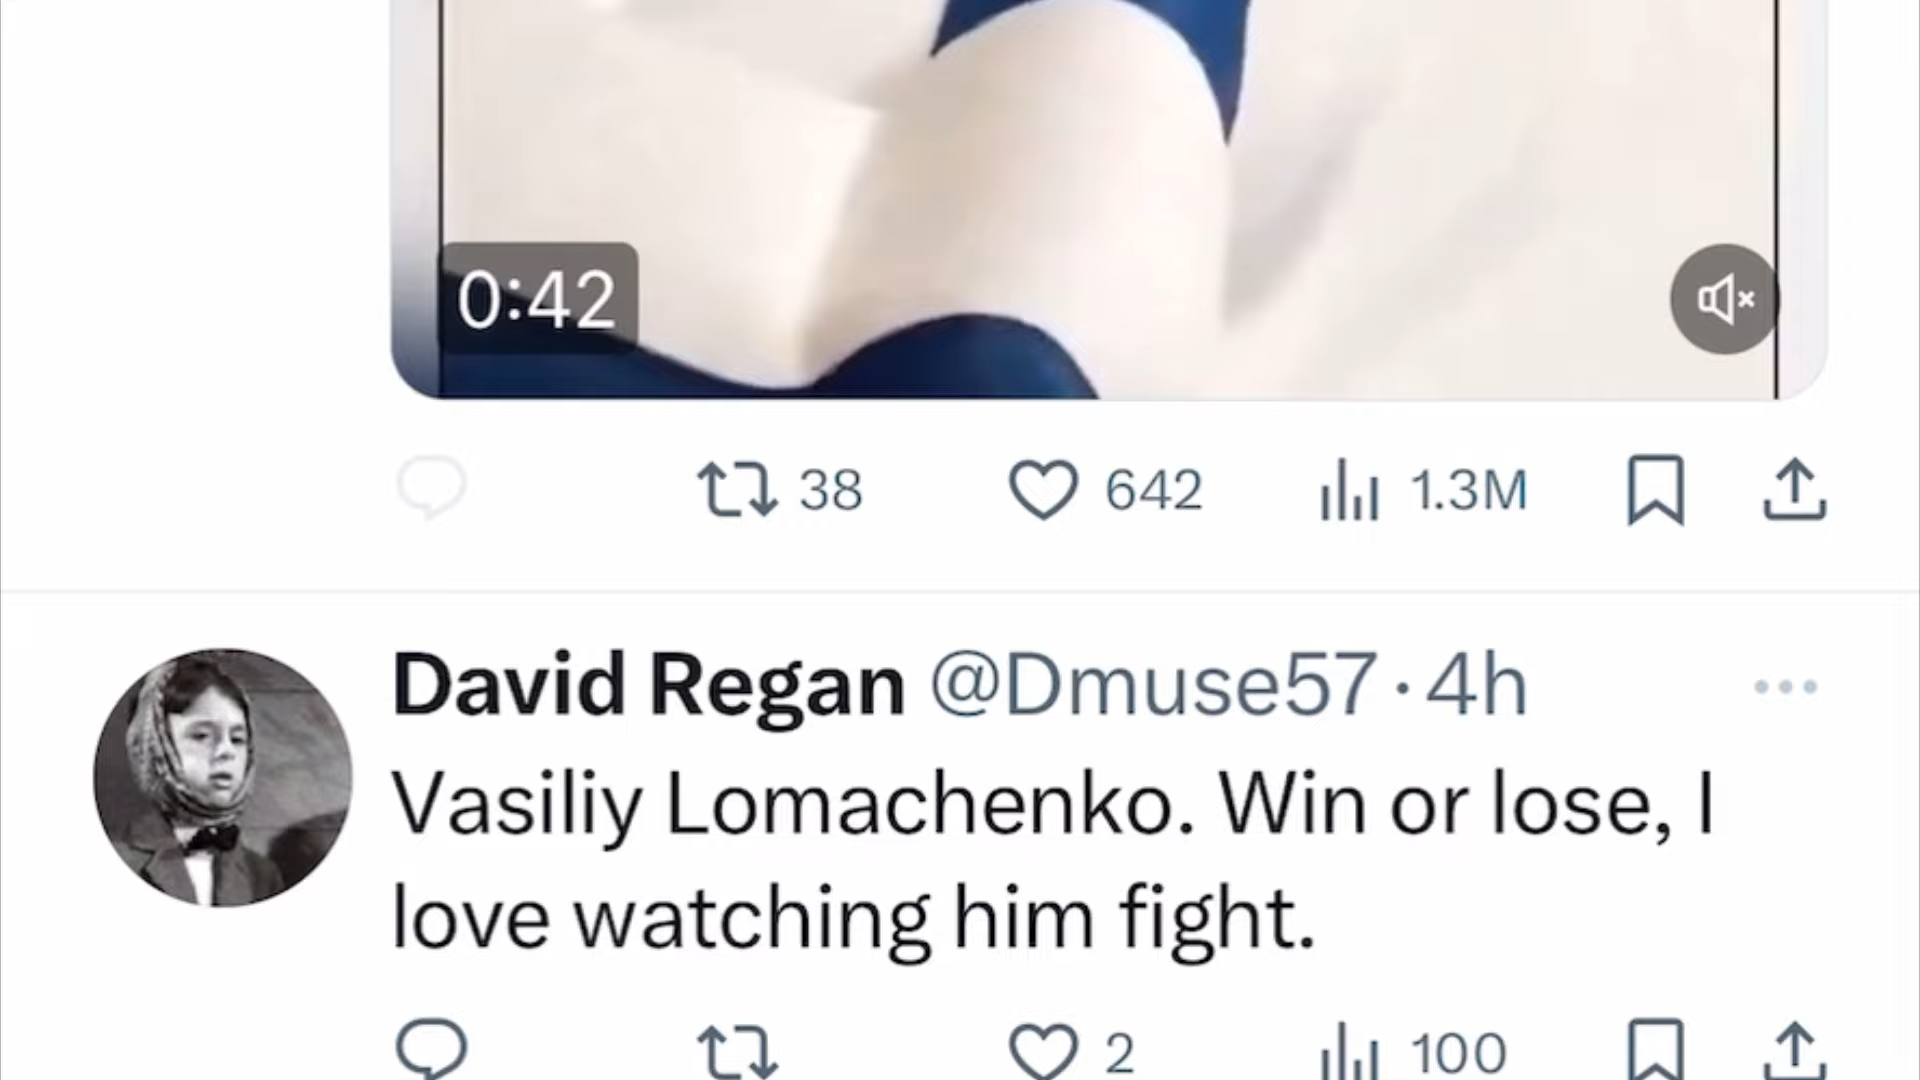 0:42
38 642 1.3M
David Regan @Dmuse57·4h
Vasiliy Lomachenko. Win or lose, I
love watching him fight.
2 100